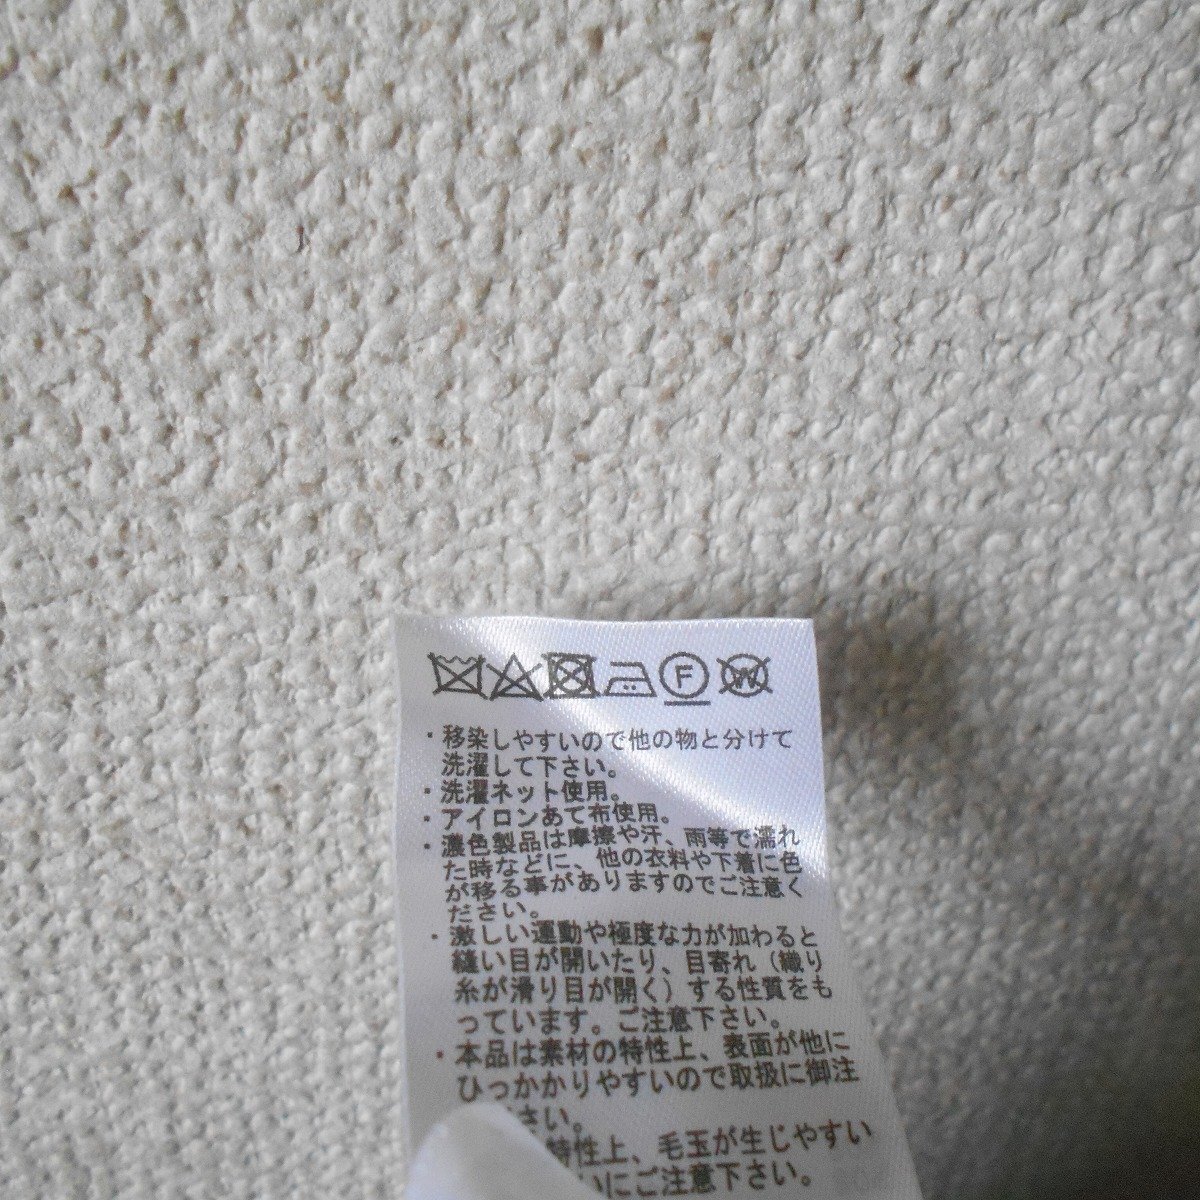 F W
・移染しやすいので他の物と分けて
洗濯して下さい。
・洗濯ネット使用。
・アイロンあて布使用。
・濃色製品は摩擦や汗、雨等で濡れ
た時などに、他の衣料や下着に色
が移る事がありますのでご注意く
ださい。
・激しい運動や極度な力が加わると
縫い目が開いたり、目寄れ（織り
糸が滑り目が開く）する性質をも
っています。ご注意下さい。
・本品は素材の特性上、表面が他に
ひっかかりやすいので取扱に御注
さい。
特性上、毛玉が生じやすい
いにご注意下さい。